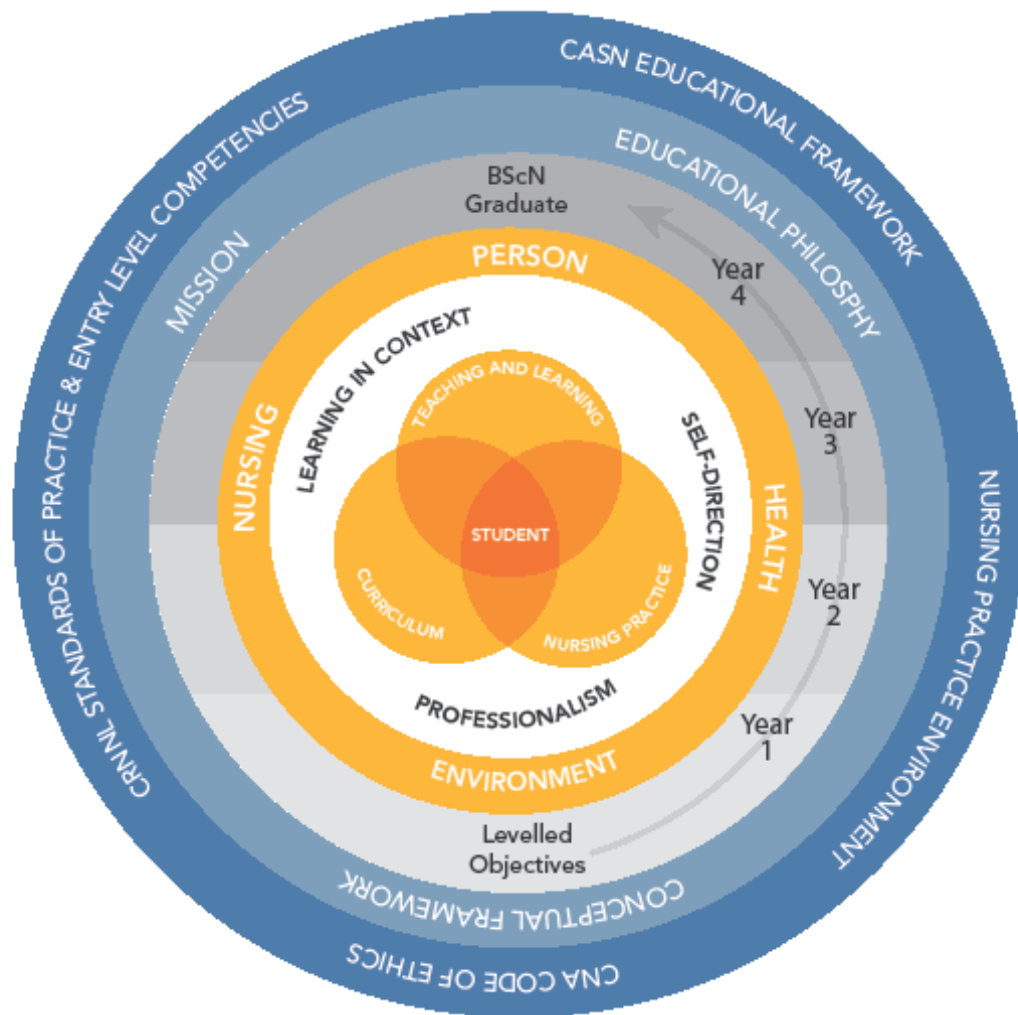 CASN EDUCATIONAL FRAMEWORK
NURSING PRACTICE ENVIRONMENT
CNA CODE OF ETHICS
CRNNL STANDARDS OF PRACTICE & ENTRY LEVEL COMPETENCIES
MISSION
EDUCATIONAL PHILOSPHY
CONCEPTUAL FRAMEWORK
BScN
Graduate
Year
4
Year
3
Year
2
Year
1
Levelled
Objectives
PERSON
HEALTH
ENVIRONMENT
NURSING
LEARNING IN CONTEXT
SELF-DIRECTION
PROFESSIONALISM
TEACHING AND LEARNING
STUDENT
CURRICULUM
NURSING PRACTICE